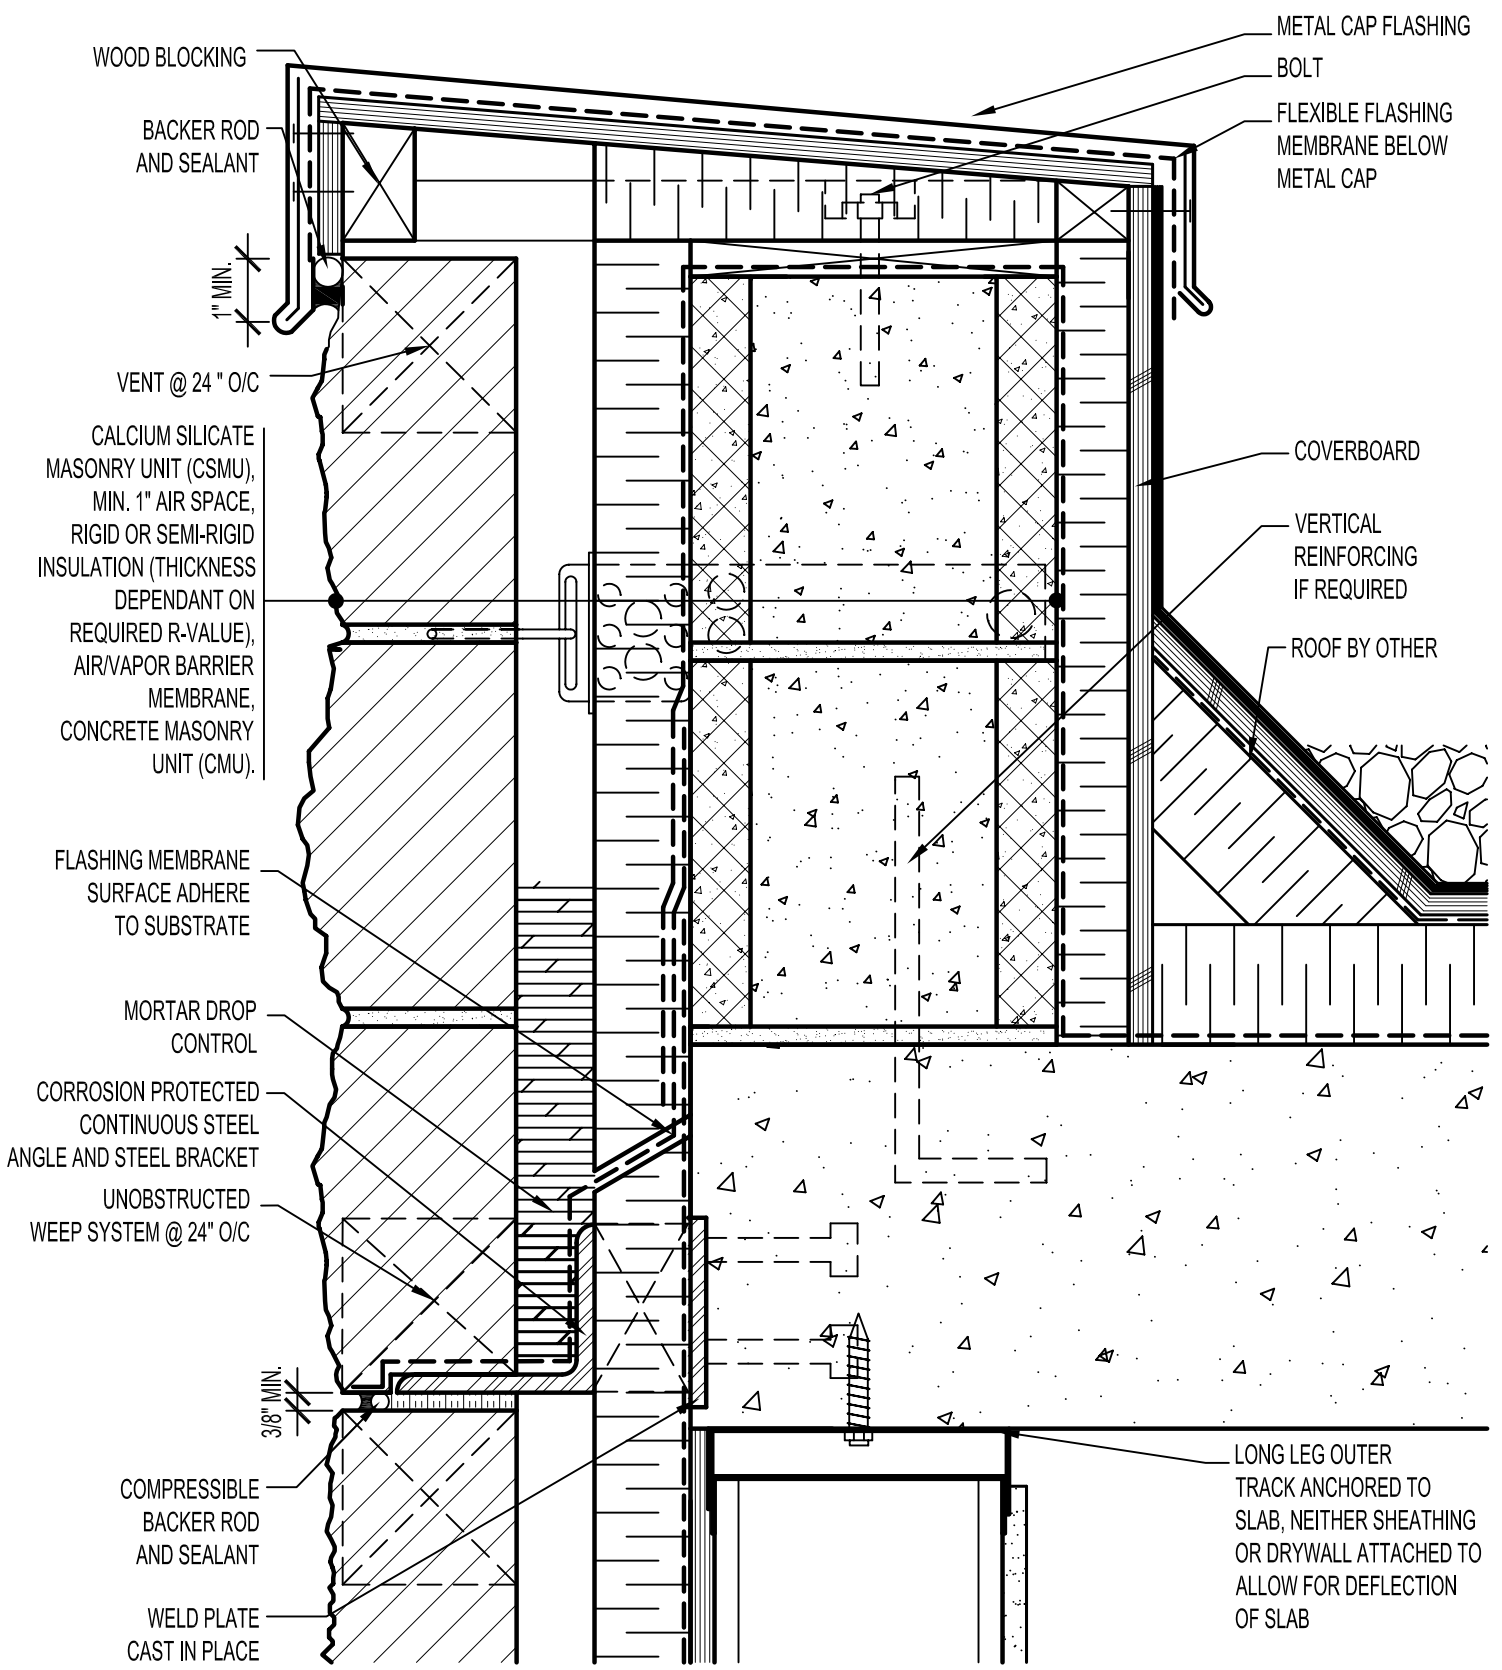 WOOD BLOCKING
BACKER ROD
AND SEALANT
1" MIN.
VENT @ 24 " O/C
CALCIUM SILICATE
MASONRY UNIT (CSMU),
MIN. 1" AIR SPACE,
RIGID OR SEMI-RIGID
INSULATION (THICKNESS
DEPENDANT ON
REQUIRED R-VALUE),
AIR/VAPOR BARRIER
MEMBRANE,
CONCRETE MASONRY
UNIT (CMU).
FLASHING MEMBRANE
SURFACE ADHERE
TO SUBSTRATE
MORTAR DROP
CONTROL
CORROSION PROTECTED
CONTINUOUS STEEL
ANGLE AND STEEL BRACKET
UNOBSTRUCTED
WEEP SYSTEM @ 24" O/C
3/8" MIN.
COMPRESSIBLE
BACKER ROD
AND SEALANT
WELD PLATE
CAST IN PLACE
METAL CAP FLASHING
BOLT
FLEXIBLE FLASHING
MEMBRANE BELOW
METAL CAP
COVERBOARD
VERTICAL
REINFORCING
IF REQUIRED
ROOF BY OTHER
LONG LEG OUTER
TRACK ANCHORED TO
SLAB, NEITHER SHEATHING
OR DRYWALL ATTACHED TO
ALLOW FOR DEFLECTION
OF SLAB